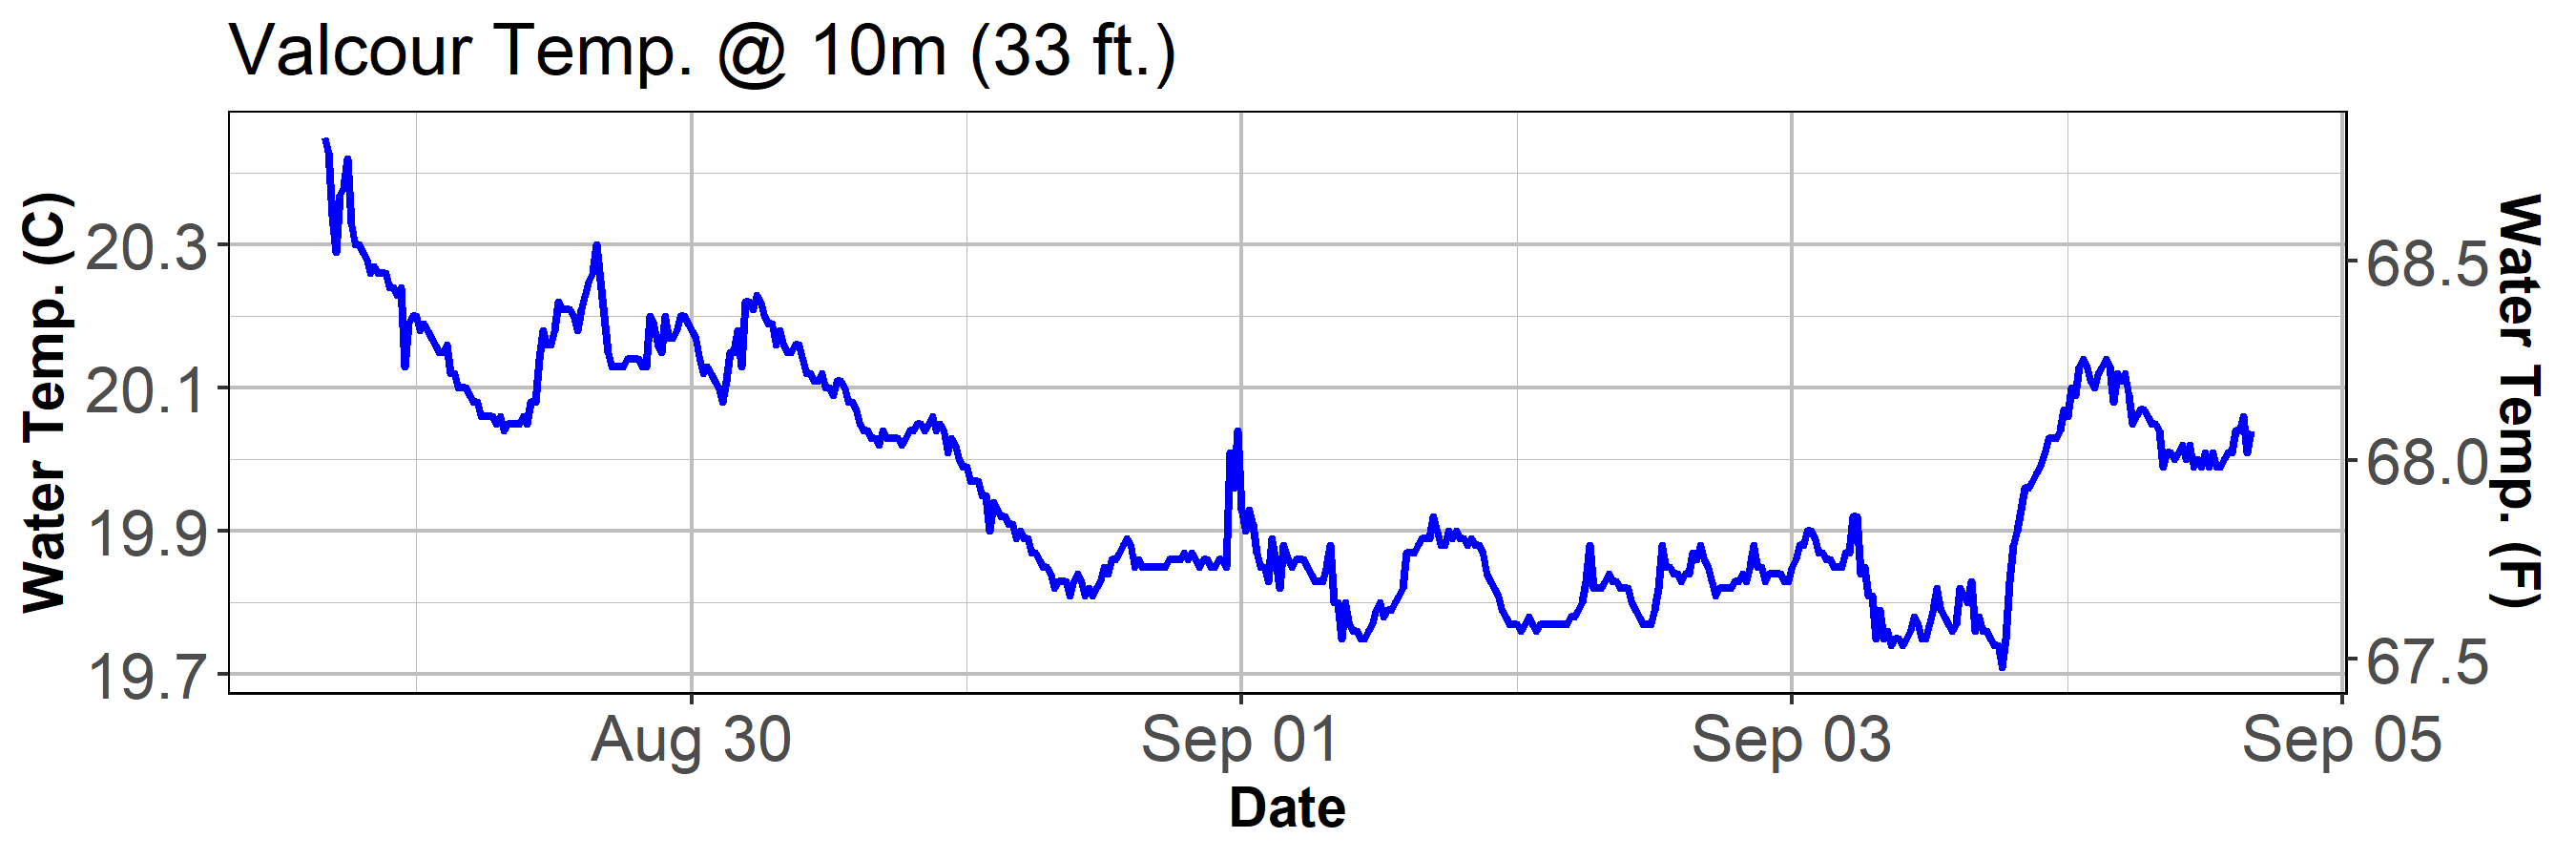 Valcour Temp. @ 10m (33 ft.)
Water Temp. (C)
20.3
20.1
19.9
19.7
68.5
68.0
67.5
Water Temp. (F)
Aug 30
Sep 01
Sep 03
Sep 05
Date